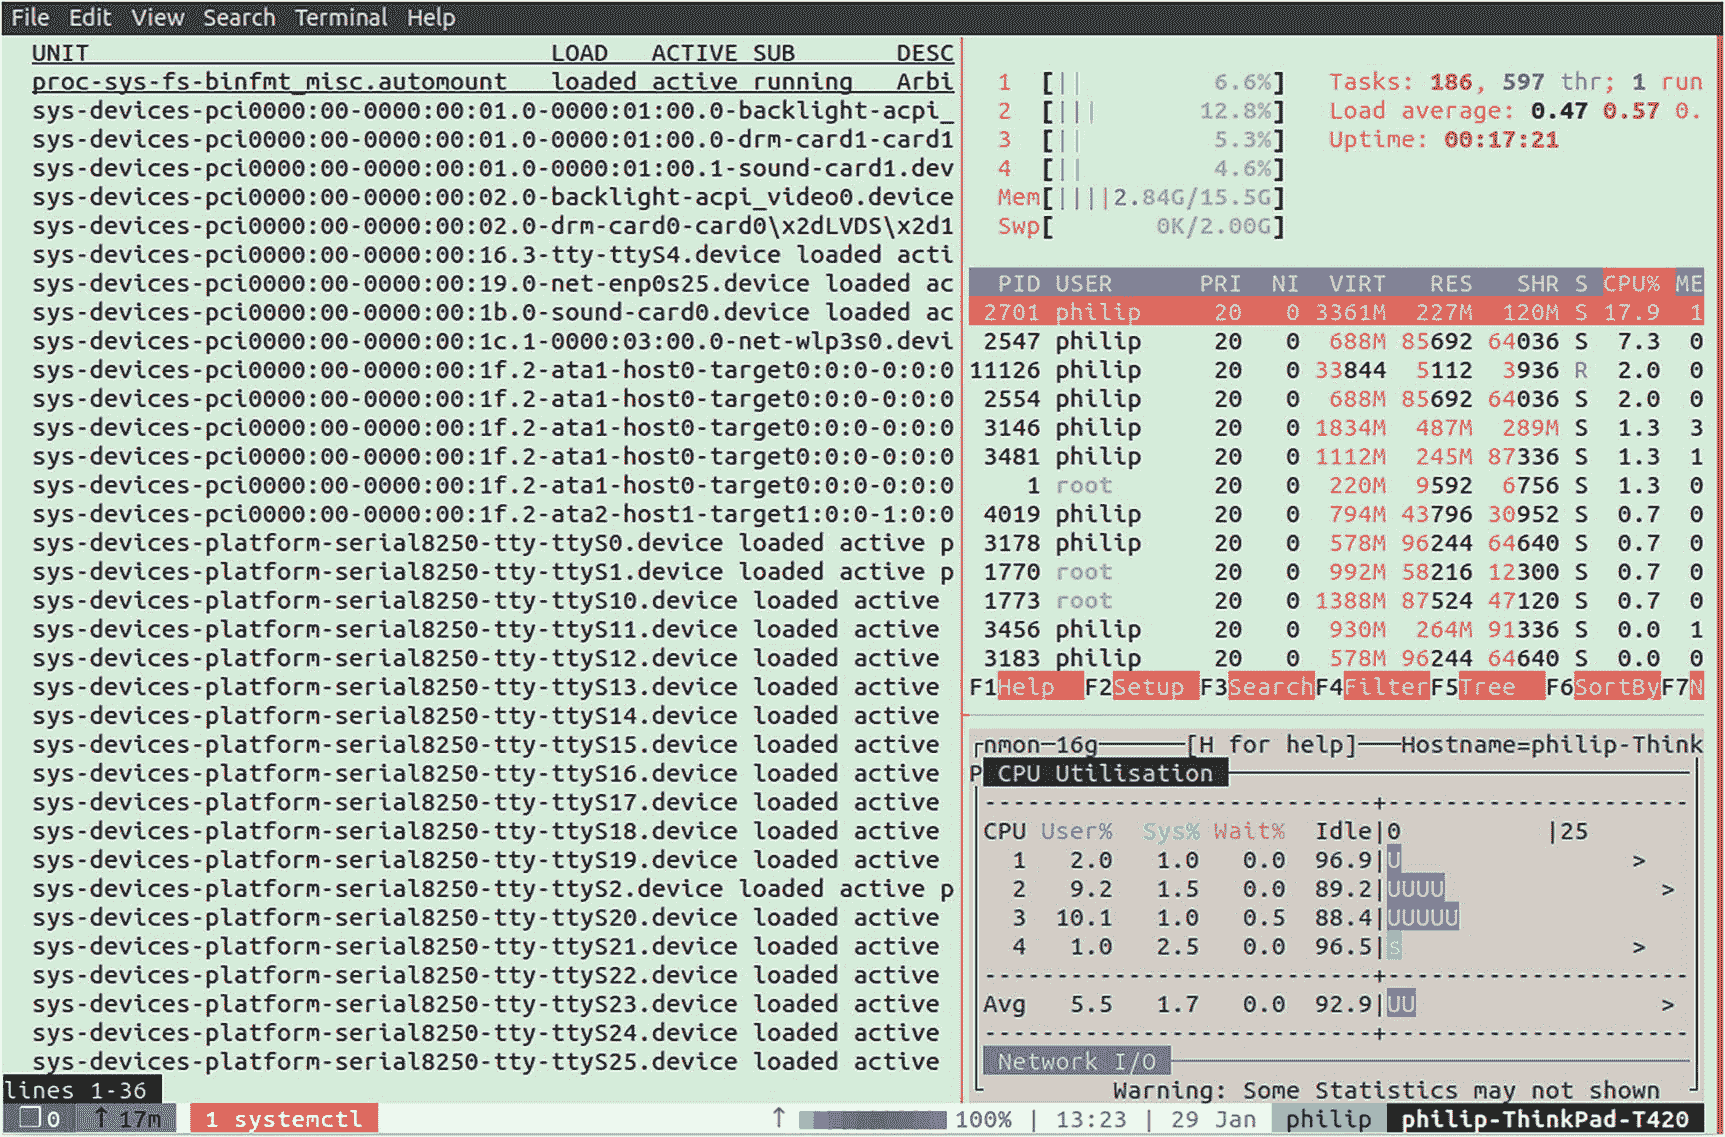 File Edit View Search Terminal Help
UNIT LOAD ACTIVE SUB DESC
proc-sys-fs-binfmt_misc.automount loaded active running Arbi
sys-devices-pci0000:00-0000:00:01.0-0000:01:00.0-backlight-acpi_
sys-devices-pci0000:00-0000:00:01.0-0000:01:00.0-drm-card1-card1
sys-devices-pci0000:00-0000:00:01.0-0000:01:00.1-sound-card1.dev
sys-devices-pci0000:00-0000:00:02.0-backlight-acpi_video0.device
sys-devices-pci0000:00-0000:00:02.0-drm-card0-card0\x2dLVDS\x2d1
sys-devices-pci0000:00-0000:00:16.3-tty-ttyS4.device loaded acti
sys-devices-pci0000:00-0000:00:19.0-net-enp0s25.device loaded ac
sys-devices-pci0000:00-0000:00:1b.0-sound-card0.device loaded ac
sys-devices-pci0000:00-0000:00:1c.1-0000:03:00.0-net-wlp3s0.devi
sys-devices-pci0000:00-0000:00:1f.2-ata1-host0-target0:0:0-0:0:0
sys-devices-pci0000:00-0000:00:1f.2-ata1-host0-target0:0:0-0:0:0
sys-devices-pci0000:00-0000:00:1f.2-ata1-host0-target0:0:0-0:0:0
sys-devices-pci0000:00-0000:00:1f.2-ata1-host0-target0:0:0-0:0:0
sys-devices-pci0000:00-0000:00:1f.2-ata1-host0-target0:0:0-0:0:0
sys-devices-pci0000:00-0000:00:1f.2-ata2-host1-target1:0:0-1:0:0
sys-devices-platform-serial8250-tty-ttyS0.device loaded active p
sys-devices-platform-serial8250-tty-ttyS1.device loaded active p
sys-devices-platform-serial8250-tty-ttyS10.device loaded active
sys-devices-platform-serial8250-tty-ttyS11.device loaded active
sys-devices-platform-serial8250-tty-ttyS12.device loaded active
sys-devices-platform-serial8250-tty-ttyS13.device loaded active
sys-devices-platform-serial8250-tty-ttyS14.device loaded active
sys-devices-platform-serial8250-tty-ttyS15.device loaded active
sys-devices-platform-serial8250-tty-ttyS16.device loaded active
sys-devices-platform-serial8250-tty-ttyS17.device loaded active
sys-devices-platform-serial8250-tty-ttyS18.device loaded active
sys-devices-platform-serial8250-tty-ttyS19.device loaded active
sys-devices-platform-serial8250-tty-ttyS2.device loaded active p
sys-devices-platform-serial8250-tty-ttyS20.device loaded active
sys-devices-platform-serial8250-tty-ttyS21.device loaded active
sys-devices-platform-serial8250-tty-ttyS22.device loaded active
sys-devices-platform-serial8250-tty-ttyS23.device loaded active
sys-devices-platform-serial8250-tty-ttyS24.device loaded active
sys-devices-platform-serial8250-tty-ttyS25.device loaded active
lines 1-36
1 [|| 6.6%] Tasks: 186, 597 thr; 1 run
2 [||| 12.8%] Load average: 0.47 0.57 0.
3 [|| 5.3%] Uptime: 00:17:21
4 [|| 4.6%]
Mem[||||2.84G/15.5G]
Swp[ 0K/2.00G]
PID USER PRI NI VIRT RES SHR S CPU% ME
2701 philip 20 0 3361M 227M 120M S 17.9 1
2547 philip 20 0 688M 85692 64036 S 7.3 0
11126 philip 20 0 33844 5112 3936 R 2.0 0
2554 philip 20 0 688M 85692 64036 S 2.0 0
3146 philip 20 0 1834M 487M 289M S 1.3 3
3481 philip 20 0 1112M 245M 87336 S 1.3 1
1 root 20 0 220M 9592 6756 S 1.3 0
4019 philip 20 0 794M 43796 30952 S 0.7 0
3178 philip 20 0 578M 96244 64640 S 0.7 0
1770 root 20 0 992M 58216 12300 S 0.7 0
1773 root 20 0 1388M 87524 47120 S 0.7 0
3456 philip 20 0 930M 264M 91336 S 0.0 1
3183 philip 20 0 578M 96244 64640 S 0.0 0
F1Help F2Setup F3Search F4Filter F5Tree F6SortBy F7N
nmon-16g [H for help] Hostname=philip-Think
P CPU Utilisation
CPU User% Sys% Wait% Idle|0 |25
1 2.0 1.0 0.0 96.9|U >
2 9.2 1.5 0.0 89.2|UUUU >
3 10.1 1.0 0.5 88.4|UUUUU
4 1.0 2.5 0.0 96.5|s >
Avg 5.5 1.7 0.0 92.9|UU >
Network I/O
Warning: Some Statistics may not shown
0 ↑ 17m 1 systemctl ↑ 100% | 13:23 | 29 Jan philip philip-ThinkPad-T420